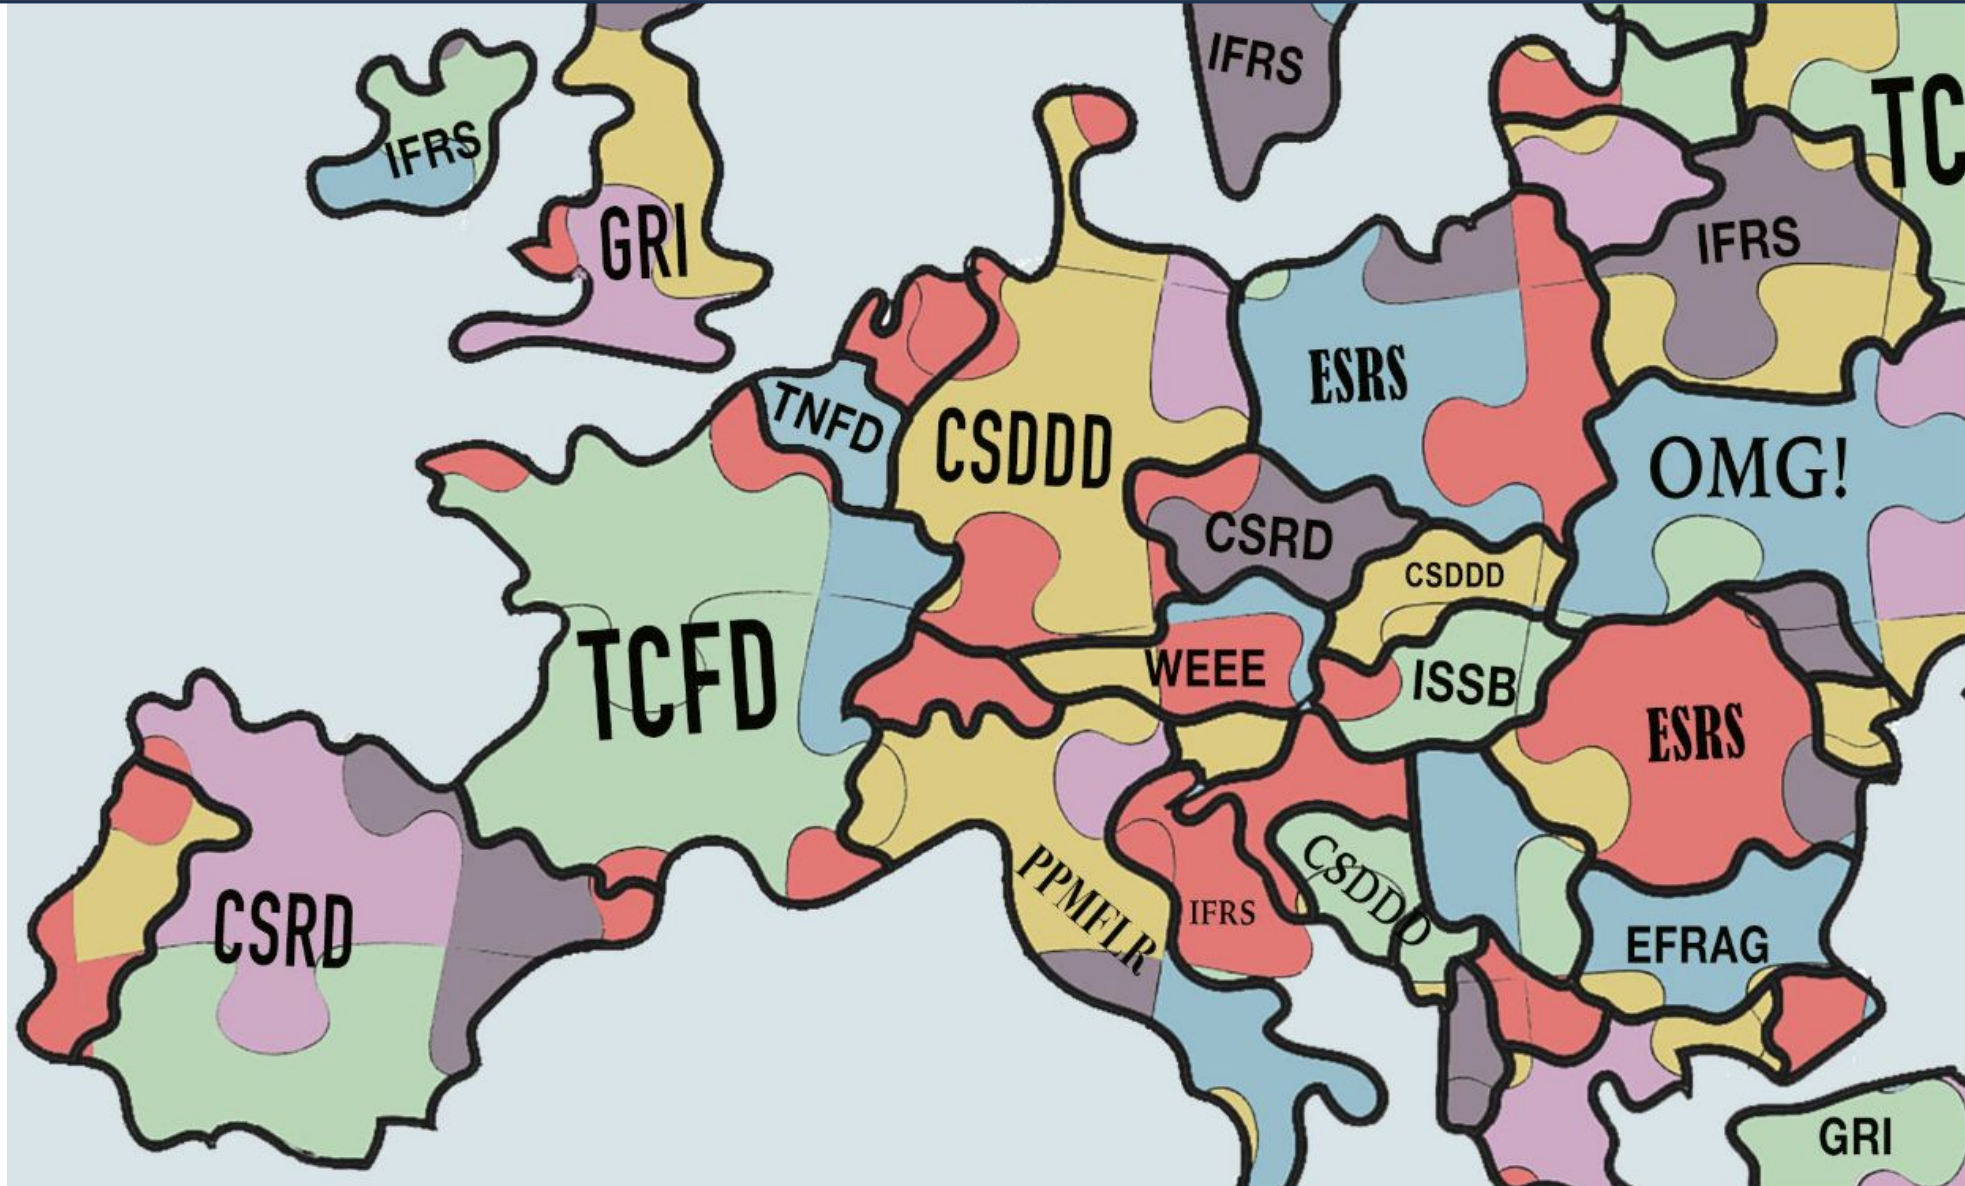 IFRS
IFRS
TC
GRI
IFRS
TNFD
CSDDD
ESRS
OMG!
CSRD
CSDDD
TCFD
WEEE
ISSB
ESRS
CSRD
PPMFLR
IFRS
CSDDD
EFRAG
GRI